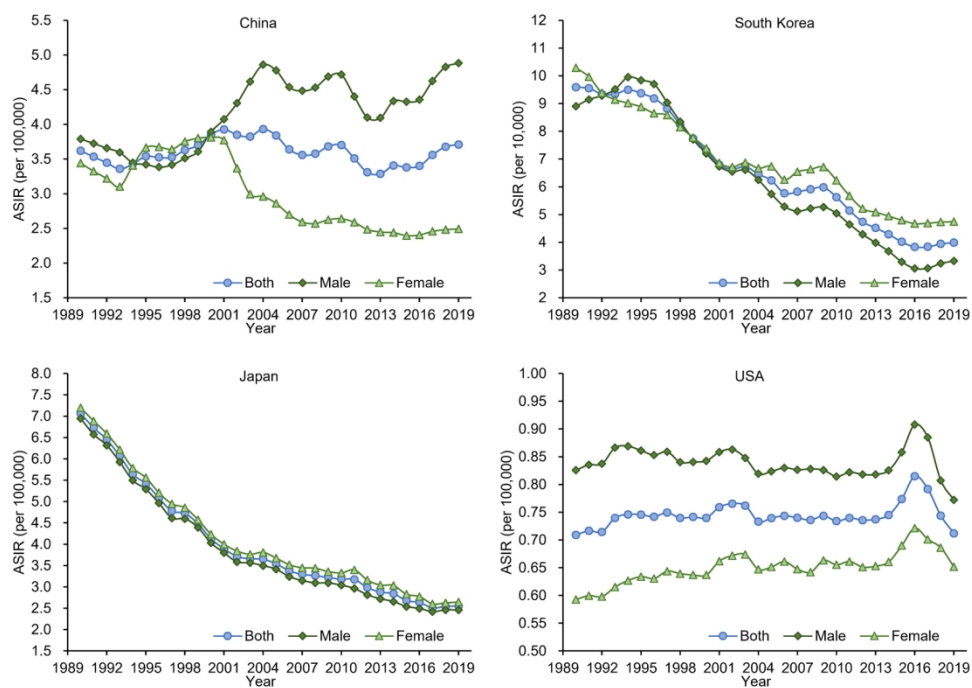 China
ASIR (per 100,000)
5.5
5.0
4.5
4.0
3.5
3.0
2.5
2.0
1.5
Both Male Female
1989 1992 1995 1998 2001 2004 2007 2010 2013 2016 2019
Year
South Korea
ASIR (per 10,000)
12
11
10
9
8
7
6
5
4
3
2
Both Male Female
1989 1992 1995 1998 2001 2004 2007 2010 2013 2016 2019
Year
Japan
ASIR (per 100,000)
8.0
7.0
6.5
6.0
5.5
5.0
4.5
4.0
3.5
3.0
2.5
2.0
1.5
Both Male Female
1989 1992 1995 1998 2001 2004 2007 2010 2013 2016 2019
Year
USA
ASIR (per 100,000)
1.00
0.95
0.90
0.85
0.80
0.75
0.70
0.65
0.60
0.55
0.50
Both Male Female
1989 1992 1995 1998 2001 2004 2007 2010 2013 2016 2019
Year